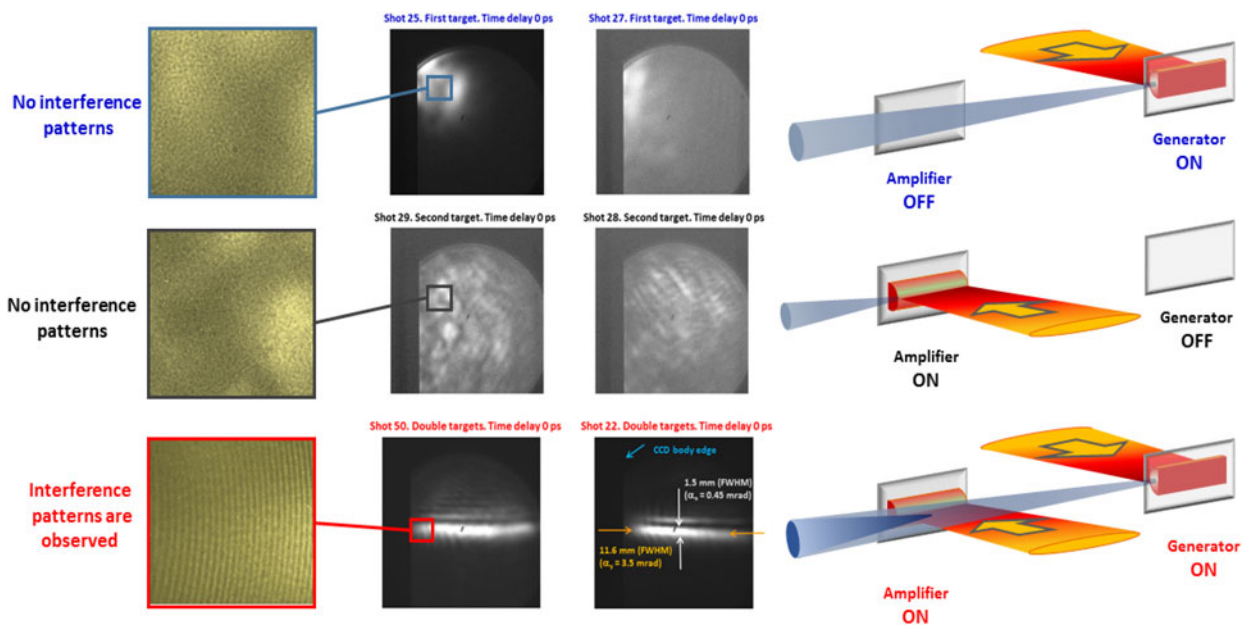 Shot 25. First target. Time delay 0 ps
Shot 27. First target. Time delay 0 ps
No interference
patterns
Generator
ON
Amplifier
OFF
Shot 29. Second target. Time delay 0 ps
Shot 28. Second target. Time delay 0 ps
No interference
patterns
Generator
OFF
Amplifier
ON
Shot 50. Double targets. Time delay 0 ps
Shot 22. Double targets. Time delay 0 ps
CCD body edge
1.5 mm (FWHM)
(αₓ = 0.45 mrad)
11.6 mm (FWHM)
(αᵧ = 3.5 mrad)
Interference
patterns are
observed
Generator
ON
Amplifier
ON